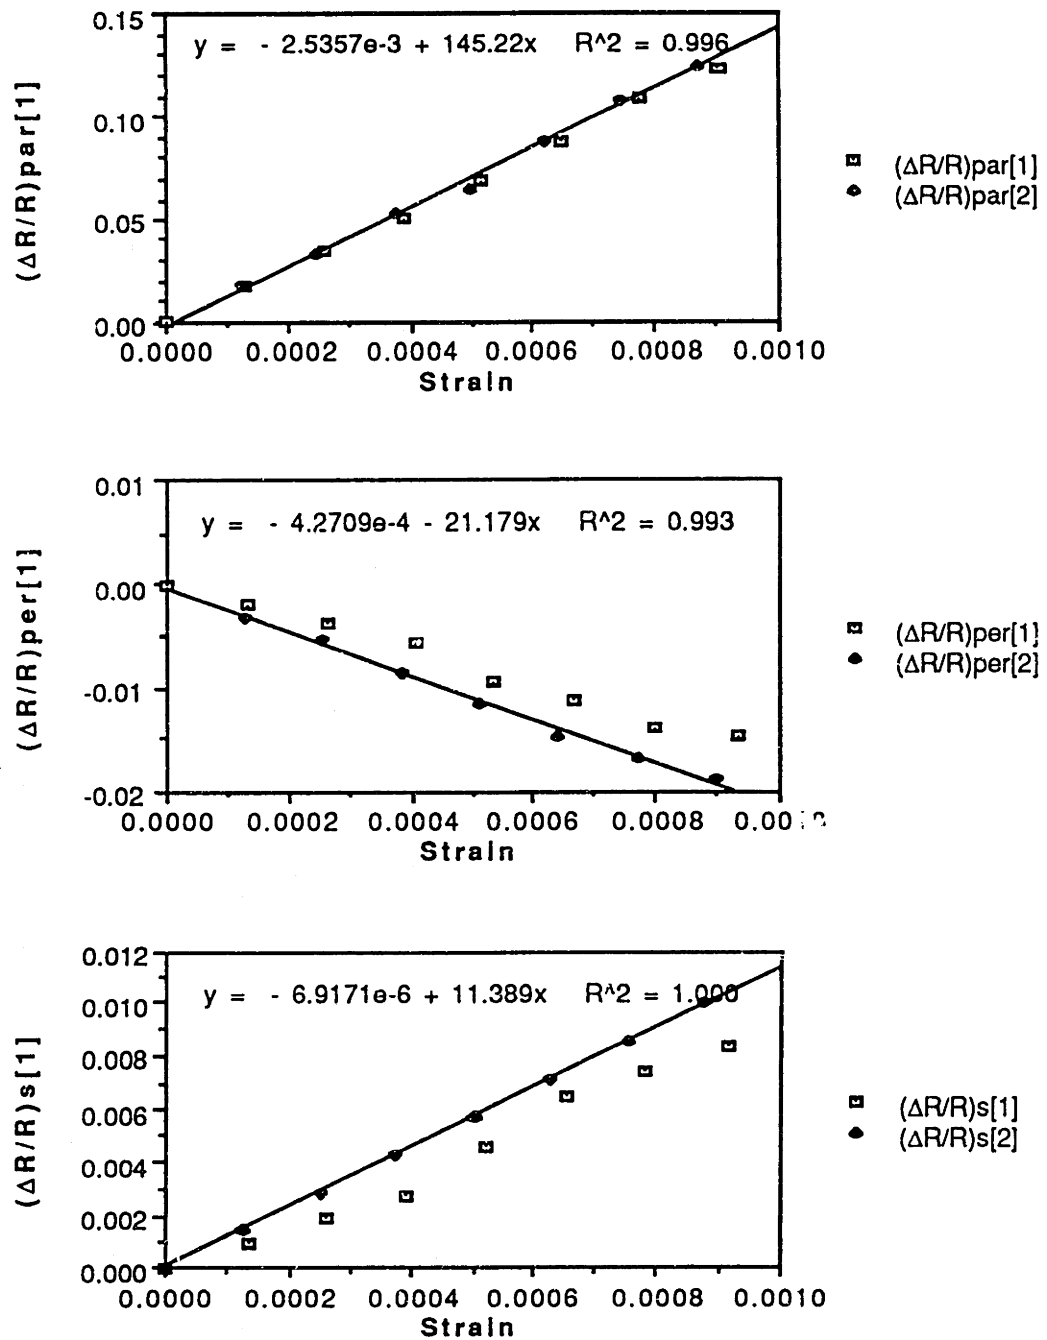 0.15
y = - 2.5357e-3 + 145.22x R^2 = 0.996
(ΔR/R)par[1]
0.10
0.05
0.00
0.0000 0.0002 0.0004 0.0006 0.0008 0.0010
Strain
(ΔR/R)par[1]
(ΔR/R)par[2]
0.01
y = - 4.2709e-4 - 21.179x R^2 = 0.993
(ΔR/R)per[1]
0.00
-0.01
-0.02
0.0000 0.0002 0.0004 0.0006 0.0008
Strain
(ΔR/R)per[1]
(ΔR/R)per[2]
0.012
y = - 6.9171e-6 + 11.389x R^2 = 1.000
(ΔR/R)s[1]
0.010
0.008
0.006
0.004
0.002
0.000
0.0000 0.0002 0.0004 0.0006 0.0008 0.0010
Strain
(ΔR/R)s[1]
(ΔR/R)s[2]